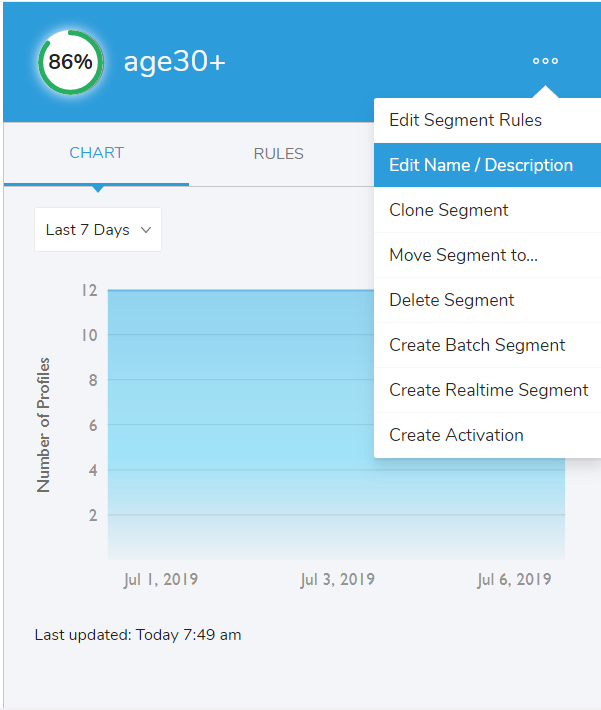 86%
age30+
Edit Segment Rules
Edit Name / Description
Clone Segment
Move Segment to...
Delete Segment
Create Batch Segment
Create Realtime Segment
Create Activation
CHART
RULES
Last 7 Days
Number of Profiles
12
10
8
6
4
2
Jul 1, 2019
Jul 3, 2019
Jul 6, 2019
Last updated: Today 7:49 am